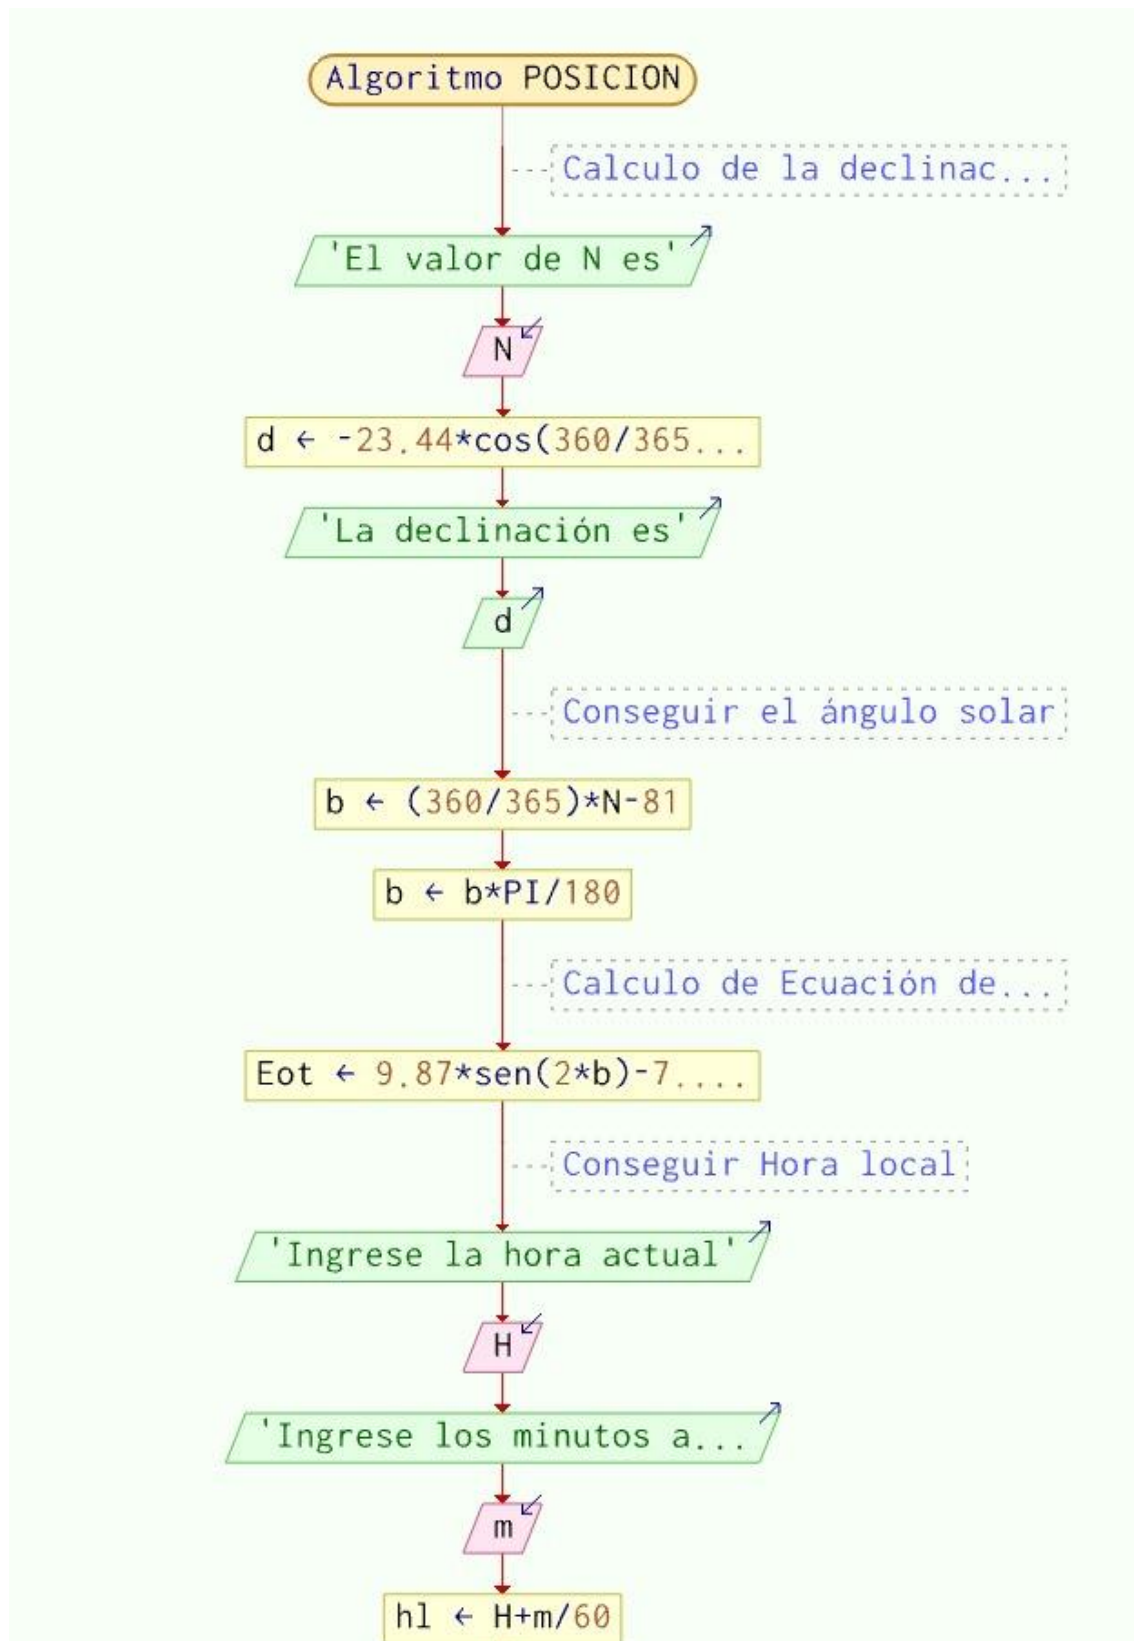 Algoritmo POSICION
Calculo de la declinac...
'El valor de N es'
N
d ← -23.44*cos(360/365...
'La declinación es'
d
Conseguir el ángulo solar
b ← (360/365)*N-81
b ← b*PI/180
Calculo de Ecuación de...
Eot ← 9.87*sen(2*b)-7....
Conseguir Hora local
'Ingrese la hora actual'
H
'Ingrese los minutos a...
m
hl ← H+m/60